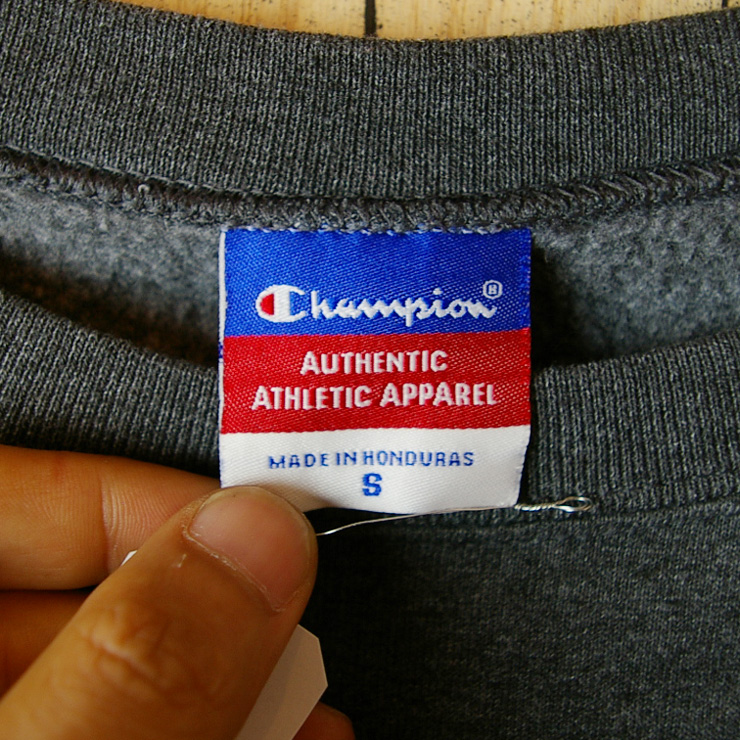 Champion®
AUTHENTIC
ATHLETIC APPAREL
MADE IN HONDURAS
S